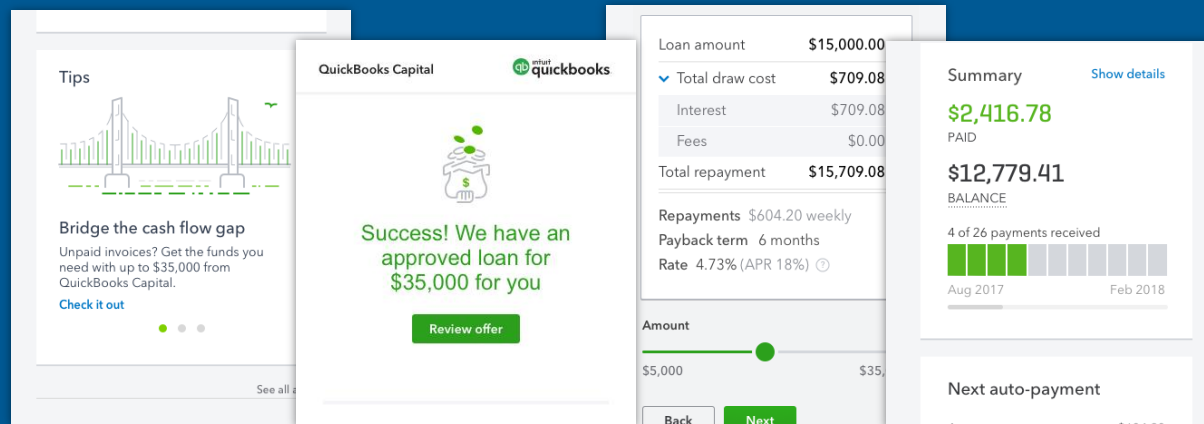 Tips
Bridge the cash flow gap
Unpaid invoices? Get the funds you
need with up to $35,000 from
QuickBooks Capital.
Check it out
See all
QuickBooks Capital
qb intuit quickbooks
$
Success! We have an
approved loan for
$35,000 for you
Review offer
Loan amount $15,000.00
Total draw cost $709.08
Interest $709.08
Fees $0.00
Total repayment $15,709.08
Repayments $604.20 weekly
Payback term 6 months
Rate 4.73% (APR 18%) ?
Amount
$5,000 $35,
Back Next
Summary Show details
$2,416.78
PAID
$12,779.41
BALANCE
4 of 26 payments received
Aug 2017 Feb 2018
Next auto-payment